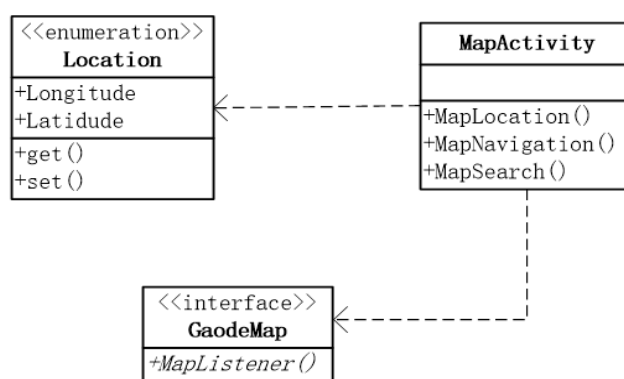 <<enumeration>>
Location
+Longitude
+Latidude
+get()
+set()
MapActivity
+MapLocation()
+MapNavigation()
+MapSearch()
<<interface>>
GaodeMap
+MapListener()